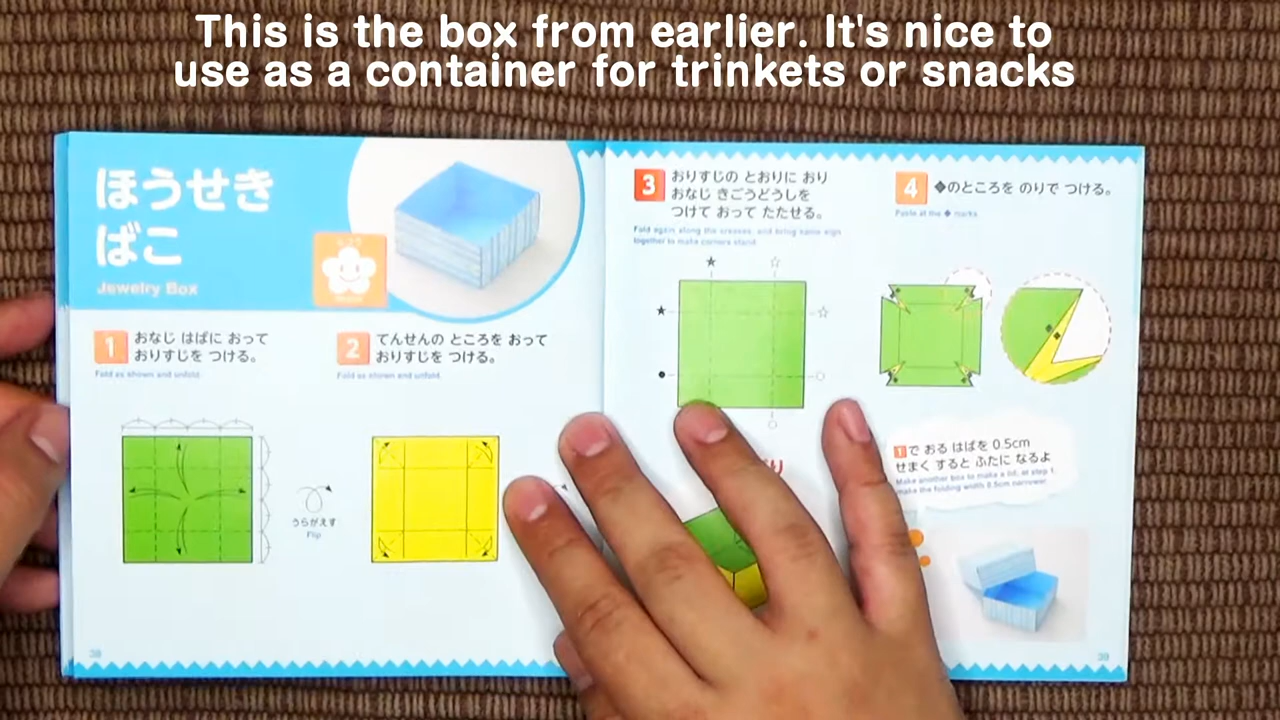 This is the box from earlier. It's nice to
use as a container for trinkets or snacks
ほうせき
ばこ
Jewelry Box
1 おなじ はばに おって
おりすじを つける。
Fold as shown and unfold.
2 てんせんの ところを おって
おりすじを つける。
Fold as shown and unfold.
うらがえす
Flip
38
3 おりすじの とおりに おり
おなじ きごうどうしを
つけて おって たたせる。
Fold again along the creases, and bring same sign
together to make corners stand.
4 ◆のところを のりで つける。
Paste at the ◆ marks.
り
1で おる はばを 0.5cm
せまく すると ふたに なるよ
Make another box to make a lid, at step 1,
make the folding width 0.5cm narrower.
39